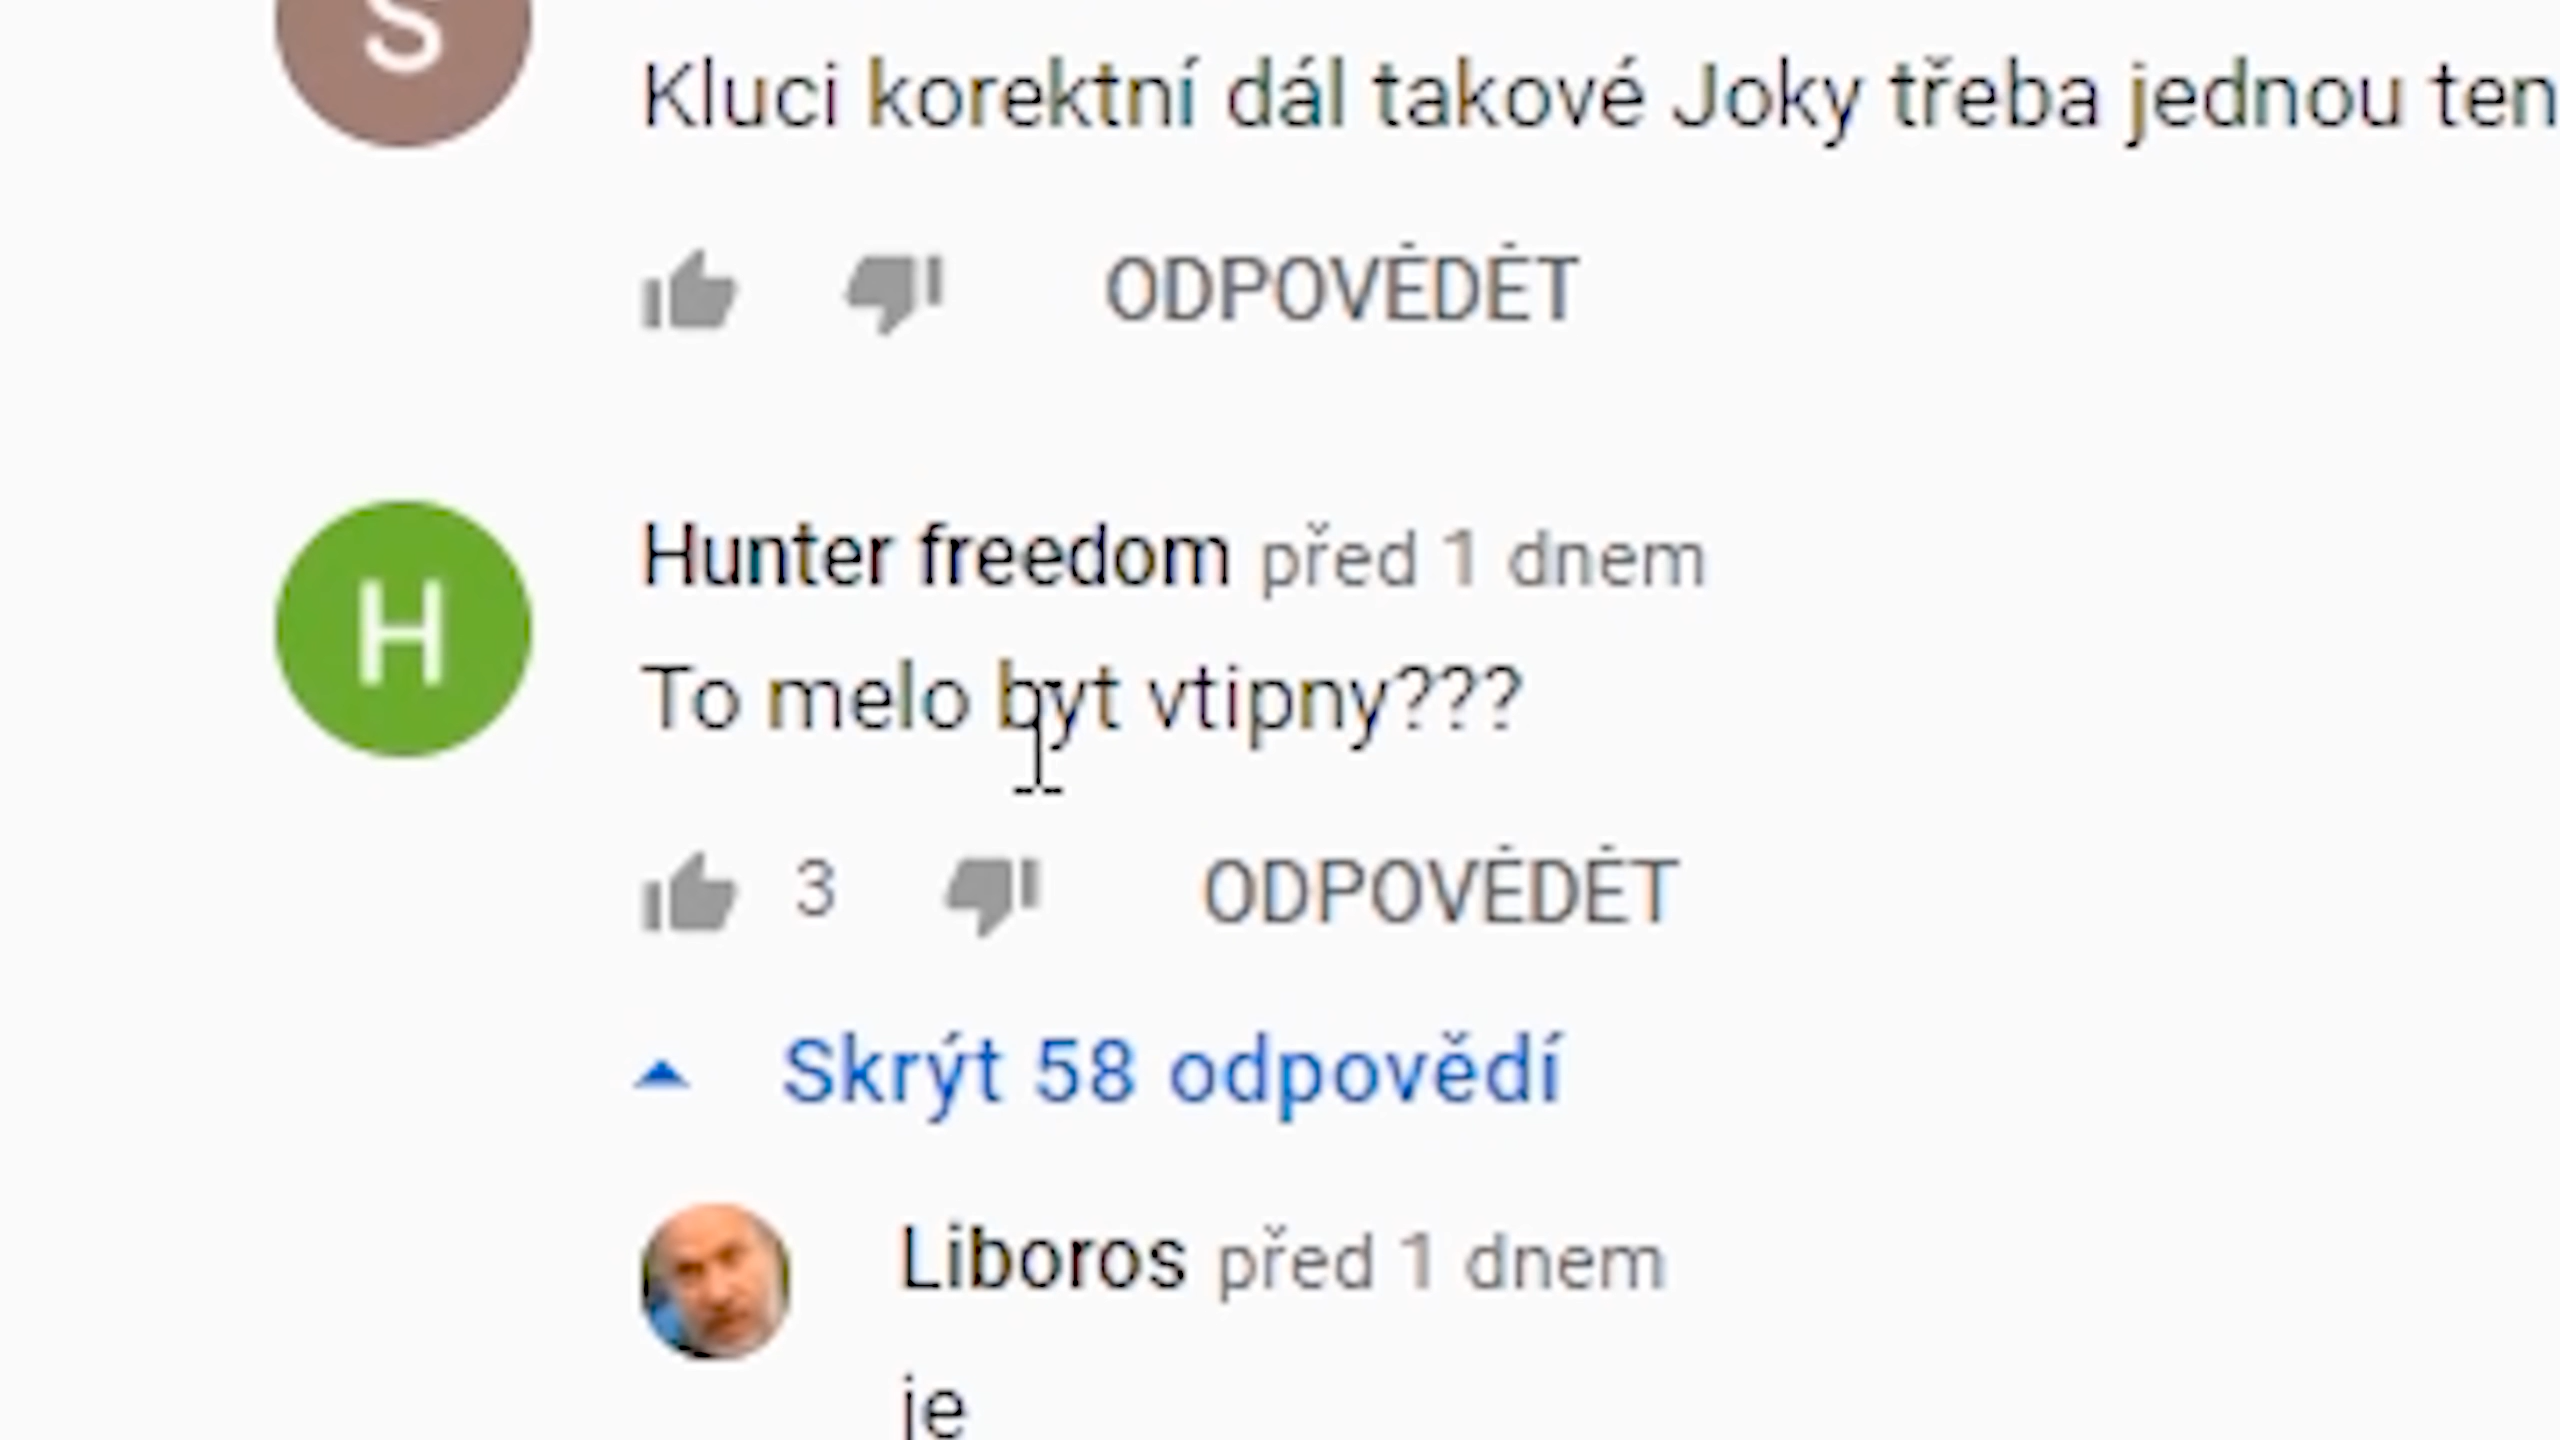 S
Kluci korektní dál takové Joky třeba jednou ten
ODPOVĚDĚT
H
Hunter freedom před 1 dnem
To melo byt vtipny???
3 ODPOVĚDĚT
Skrýt 58 odpovědí
Liboros před 1 dnem
je